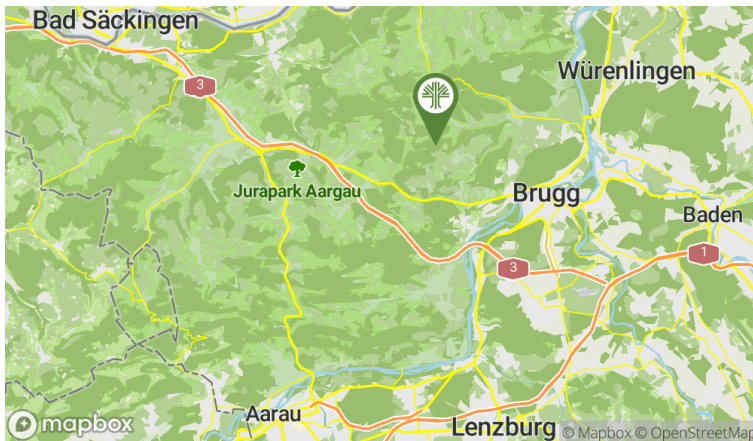 Bad Säckingen
3
Würenlingen
Jurapark Aargau
Brugg
Baden
1
3
Aarau
Lenzburg
mapbox
© Mapbox © OpenStreetMap